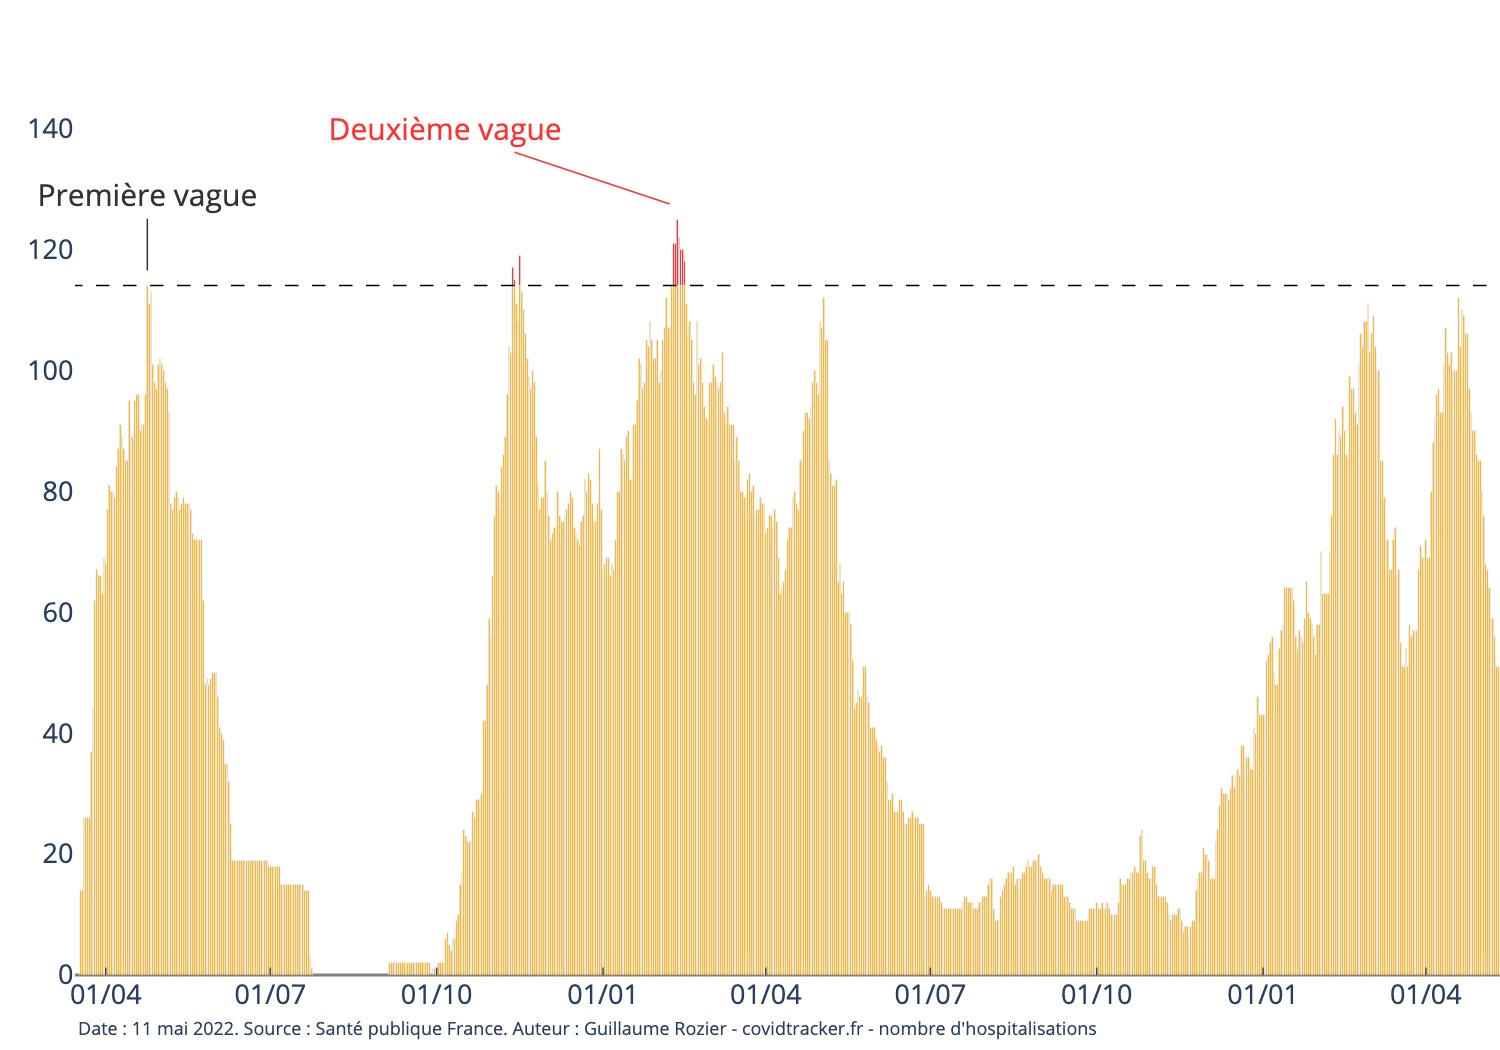 140
Deuxième vague
Première vague
120
100
80
60
40
20
0
01/04 01/07 01/10 01/01 01/04 01/07 01/10 01/01 01/04
Date : 11 mai 2022. Source : Santé publique France. Auteur : Guillaume Rozier - covidtracker.fr - nombre d'hospitalisations